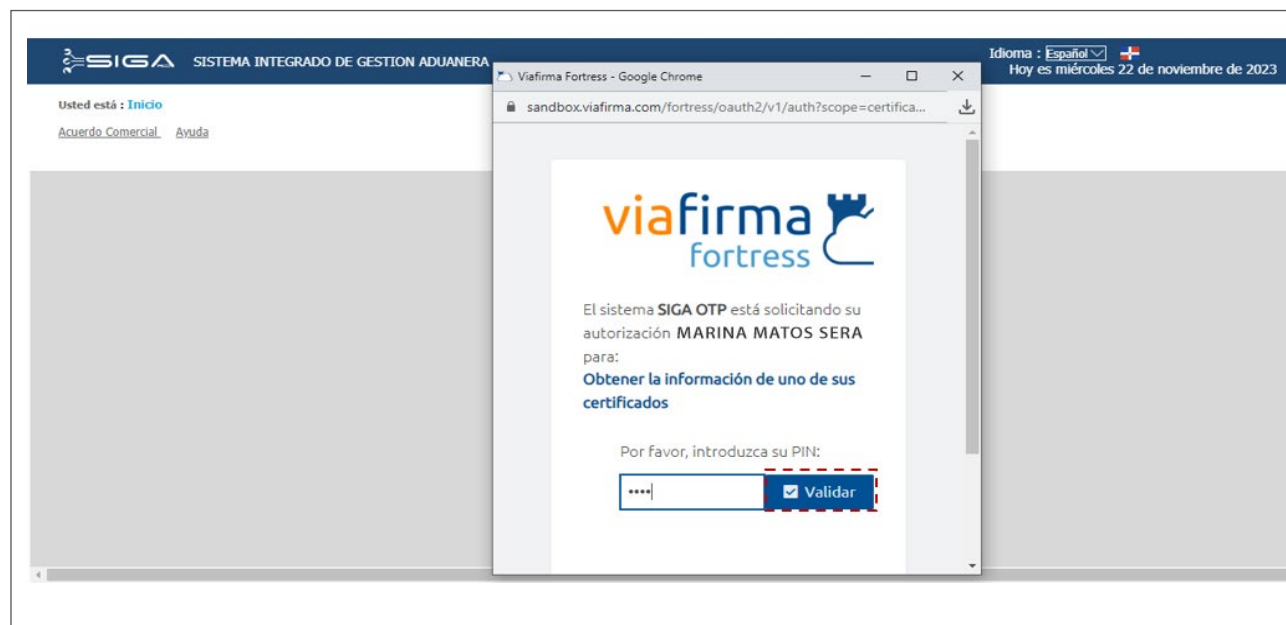 SIGA SISTEMA INTEGRADO DE GESTION ADUANERA
Idioma : Español
Hoy es miércoles 22 de noviembre de 2023
Usted está : Inicio
Acuerdo Comercial Ayuda
Viafirma Fortress - Google Chrome
sandbox.viafirma.com/fortress/oauth2/v1/auth?scope=certifica...
viafirma
fortress
El sistema SIGA OTP está solicitando su
autorización MARINA MATOS SERA
para:
Obtener la información de uno de sus
certificados
Por favor, introduzca su PIN:
••••
Validar